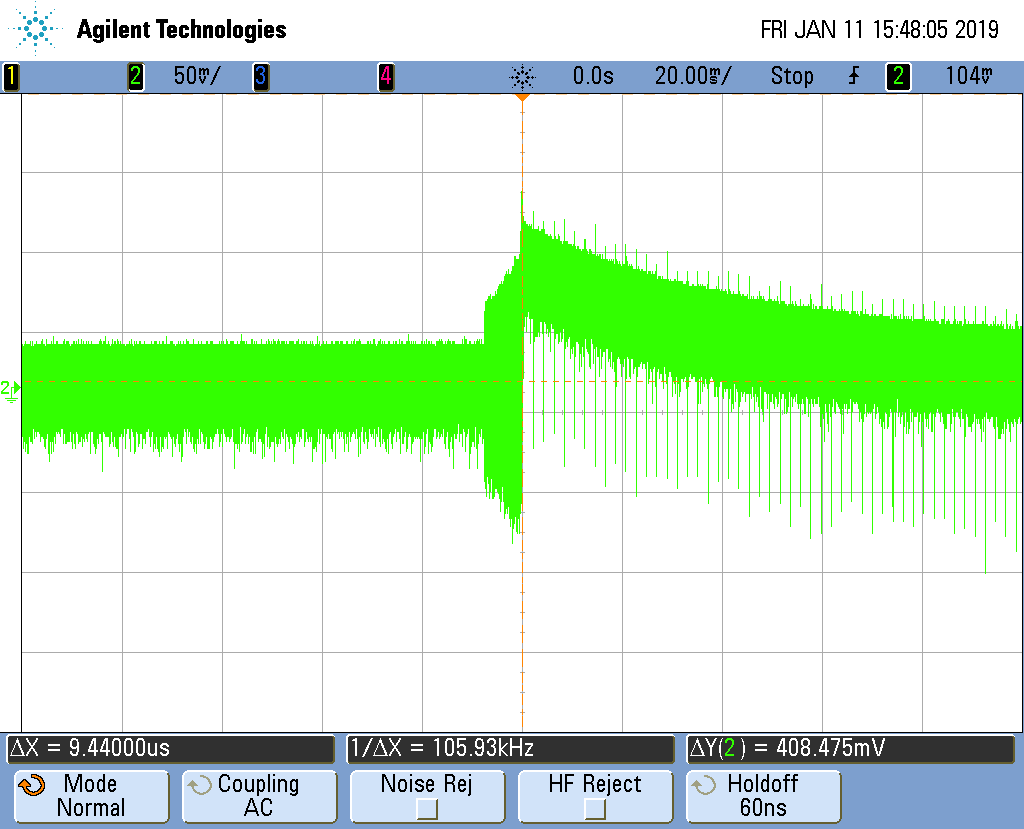 Agilent Technologies
FRI JAN 11 15:48:05 2019
1 2 50mV/ 3 4 0.0s 20.00ms/ Stop 2 104mV
2
ΔX = 9.44000us 1/ΔX = 105.93kHz ΔY(2) = 408.475mV
Mode Coupling Noise Rej HF Reject Holdoff
Normal AC 60ns